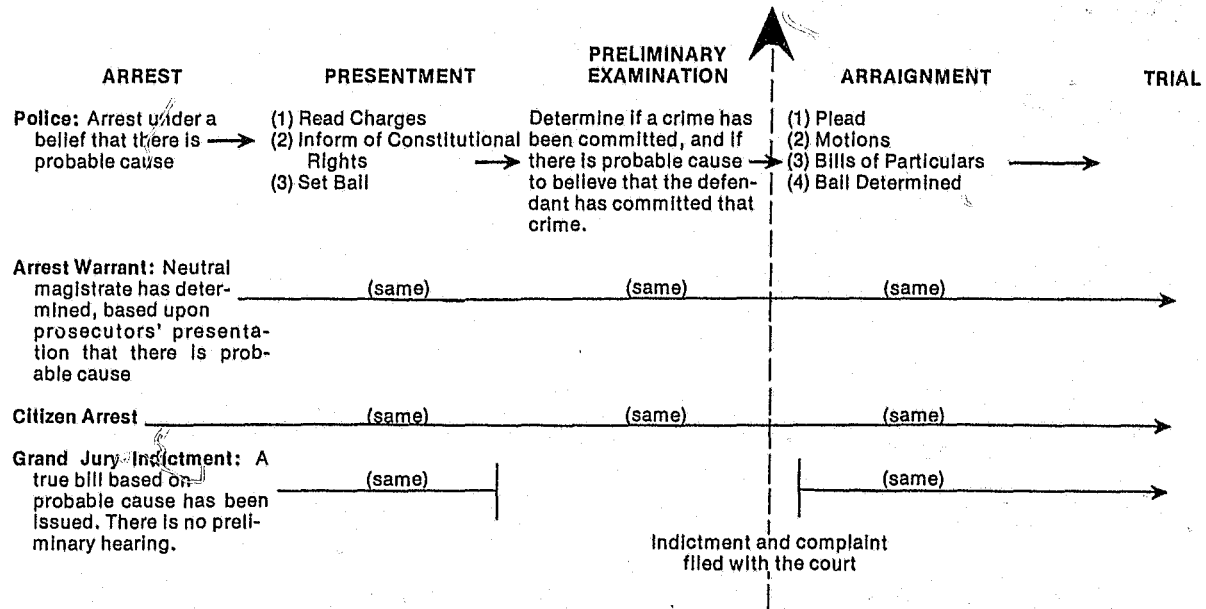 ARREST
PRESENTMENT
PRELIMINARY
EXAMINATION
ARRAIGNMENT
TRIAL
Police: Arrest under a
belief that there is
probable cause
(1) Read Charges
(2) Inform of Constitutional
Rights
(3) Set Bail
Determine if a crime has
been committed, and if
there is probable cause
to believe that the defen-
dant has committed that
crime.
(1) Plead
(2) Motions
(3) Bills of Particulars
(4) Bail Determined
Arrest Warrant: Neutral
magistrate has deter-
mined, based upon
prosecutors' presenta-
tion that there is prob-
able cause
(same)
(same)
(same)
Citizen Arrest
(same)
(same)
(same)
Grand Jury Indictment: A
true bill based on
probable cause has been
issued. There is no preli-
minary hearing.
(same)
(same)
Indictment and complaint
filed with the court